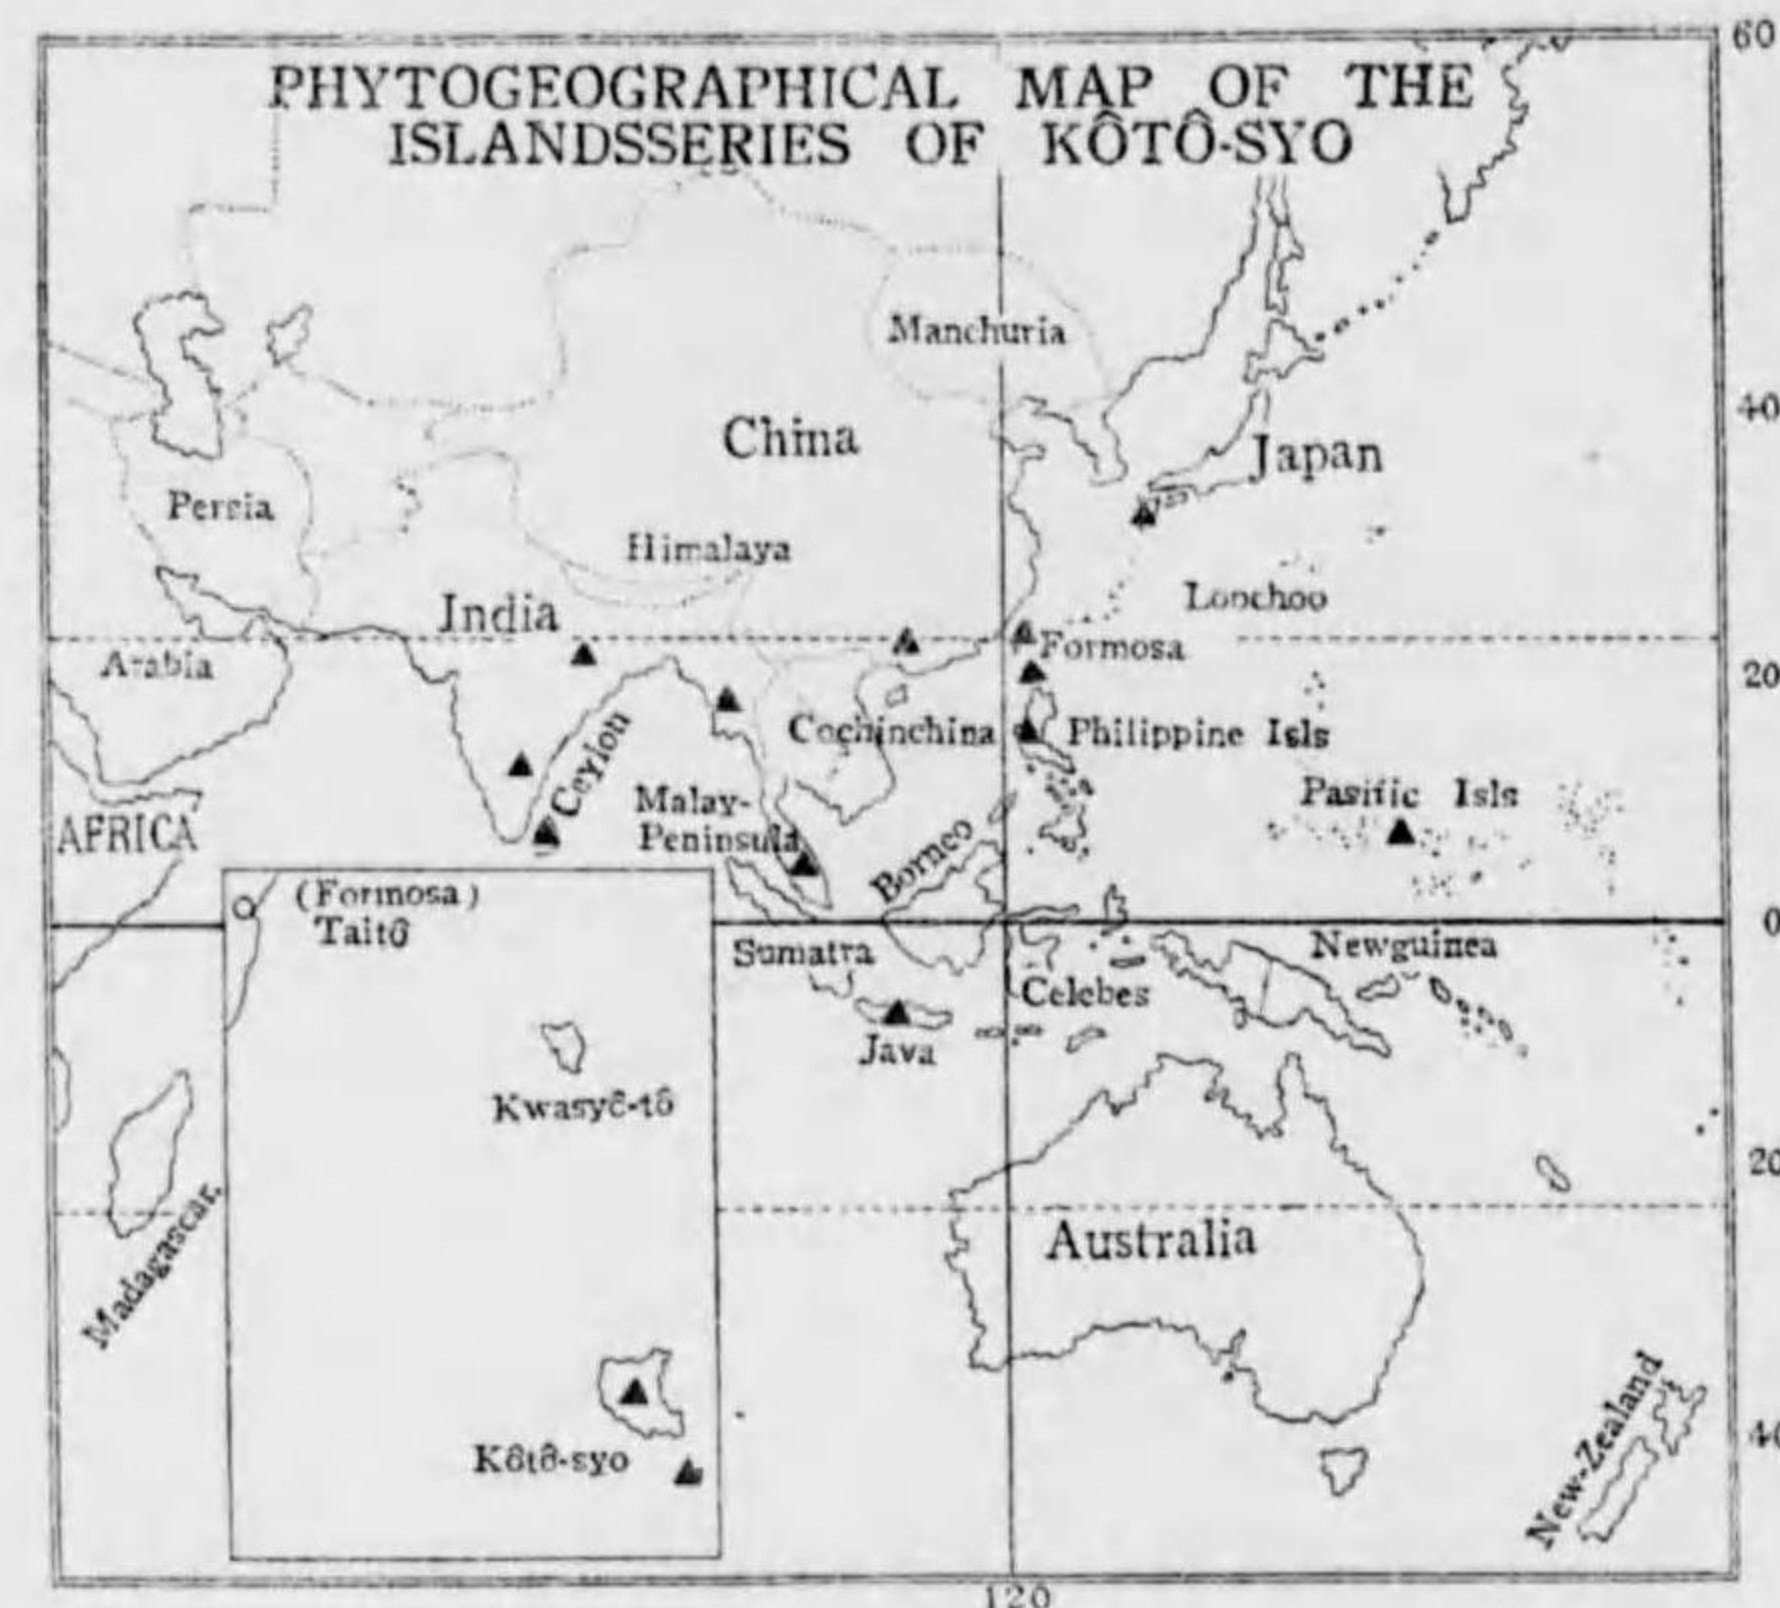 PHYTOGEOGRAPHICAL MAP OF THE
ISLANDSSERIES OF KÔTÔ-SYO
60
Manchuria
40
China
Japan
Persia
Himalaya
India
Loochoo
Arabia
Formosa
20
Cochinchina
Philippine Isls
Ceylon
Malay-
Peninsula
Pasific Isls
AFRICA
Borneo
(Formosa)
Taitô
0
Sumatra
Newguinea
Celebes
Java
Kwasyô-tô
20
Madagascar.
Australia
Kôtô-syo
40
New-Zealand
120